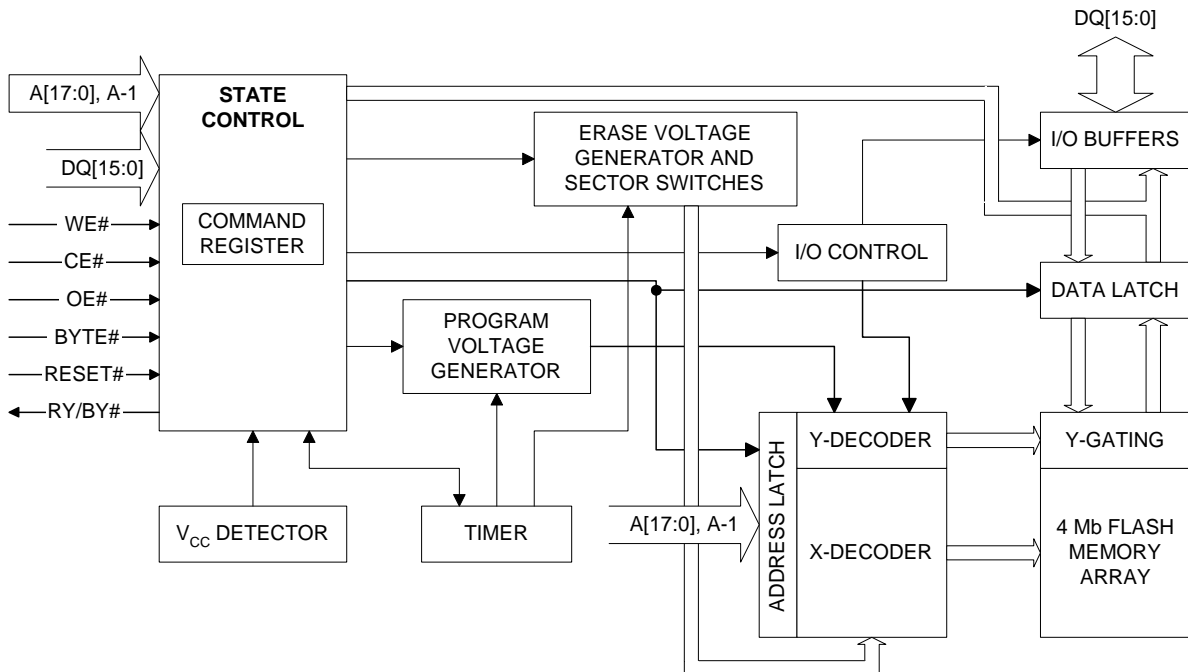 DQ[15:0]
A[17:0], A-1
STATE
CONTROL
DQ[15:0]
WE#
CE#
OE#
BYTE#
RESET#
RY/BY#
COMMAND
REGISTER
ERASE VOLTAGE
GENERATOR AND
SECTOR SWITCHES
I/O BUFFERS
I/O CONTROL
DATA LATCH
PROGRAM
VOLTAGE
GENERATOR
ADDRESS LATCH
Y-DECODER
Y-GATING
VCC DETECTOR
TIMER
A[17:0], A-1
X-DECODER
4 Mb FLASH
MEMORY
ARRAY